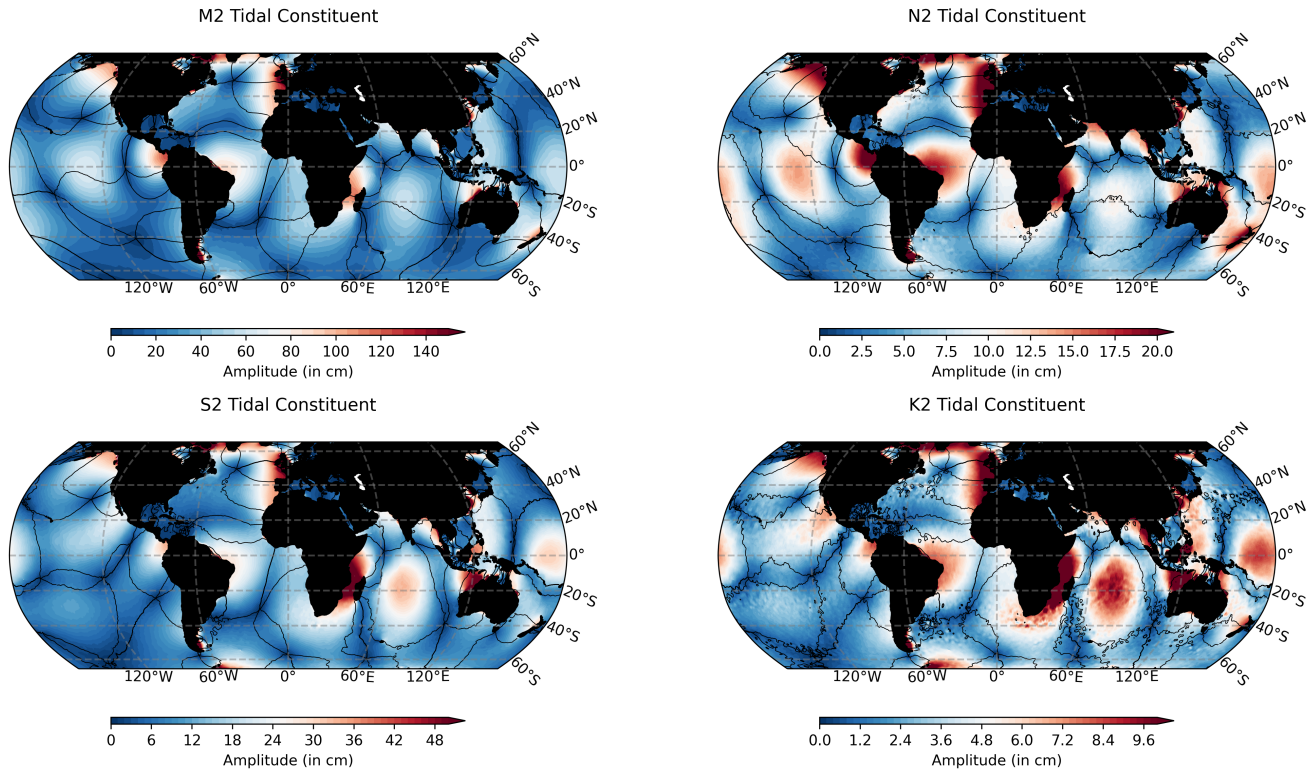 M2 Tidal Constituent
60°N
40°N
20°N
0°
20°S
40°S
60°S
120°W 60°W 0° 60°E 120°E
0 20 40 60 80 100 120 140
Amplitude (in cm)
N2 Tidal Constituent
60°N
40°N
20°N
0°
20°S
40°S
60°S
120°W 60°W 0° 60°E 120°E
0.0 2.5 5.0 7.5 10.0 12.5 15.0 17.5 20.0
Amplitude (in cm)
S2 Tidal Constituent
60°N
40°N
20°N
0°
20°S
40°S
60°S
120°W 60°W 0° 60°E 120°E
0 6 12 18 24 30 36 42 48
Amplitude (in cm)
K2 Tidal Constituent
60°N
40°N
20°N
0°
20°S
40°S
60°S
120°W 60°W 0° 60°E 120°E
0.0 1.2 2.4 3.6 4.8 6.0 7.2 8.4 9.6
Amplitude (in cm)